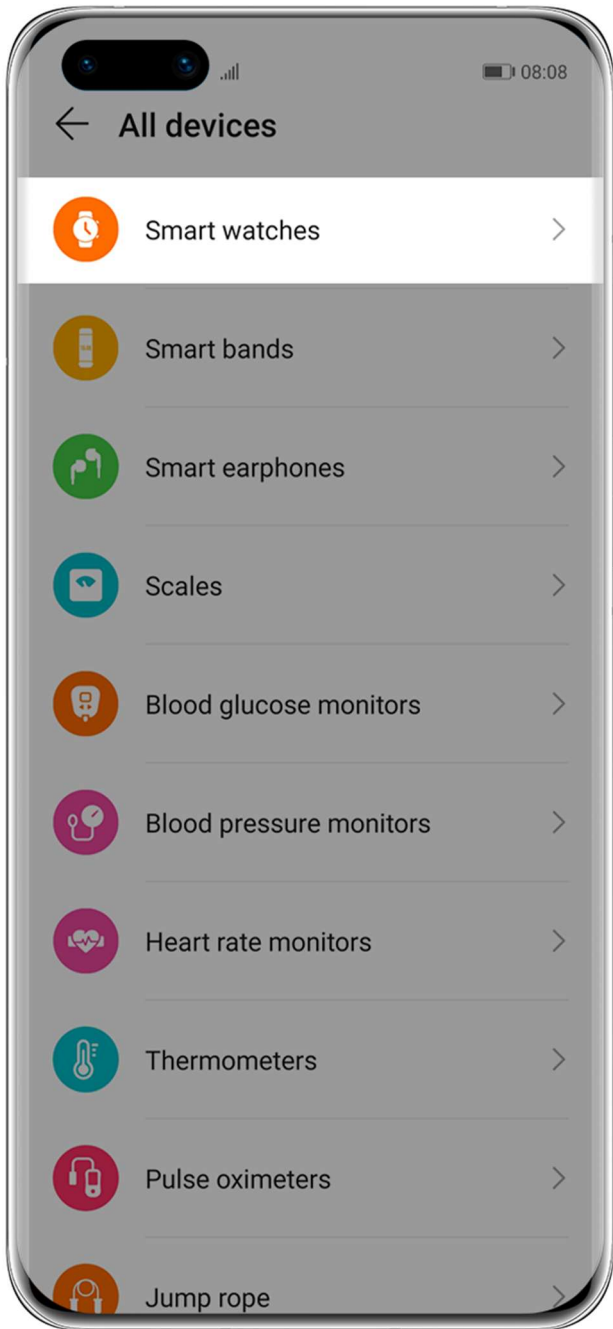 08:08
All devices
Smart watches
Smart bands
Smart earphones
Scales
Blood glucose monitors
Blood pressure monitors
Heart rate monitors
Thermometers
Pulse oximeters
Jump rope